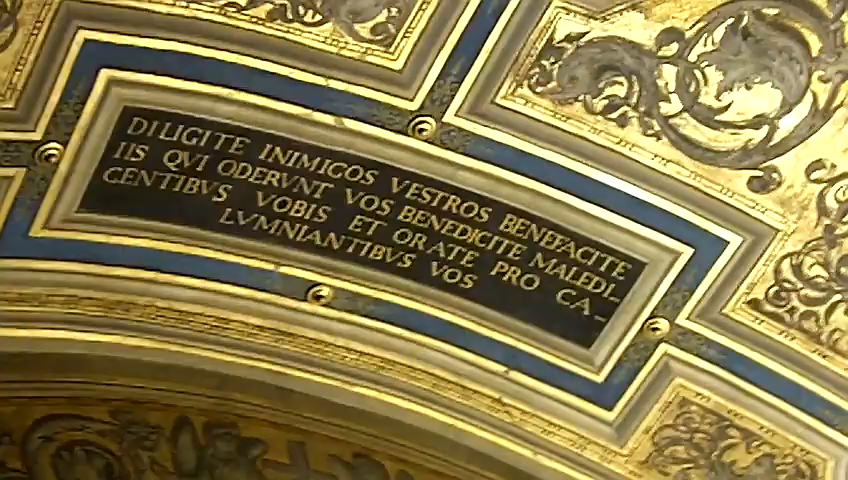 DILIGITE INIMICOS VESTROS BENEFACITE
IIS QVI ODERVNT VOS BENEDICITE MALEDI-
CENTIBVS VOBIS ET ORATE PRO CA-
LVMNIANTIBVS VOS